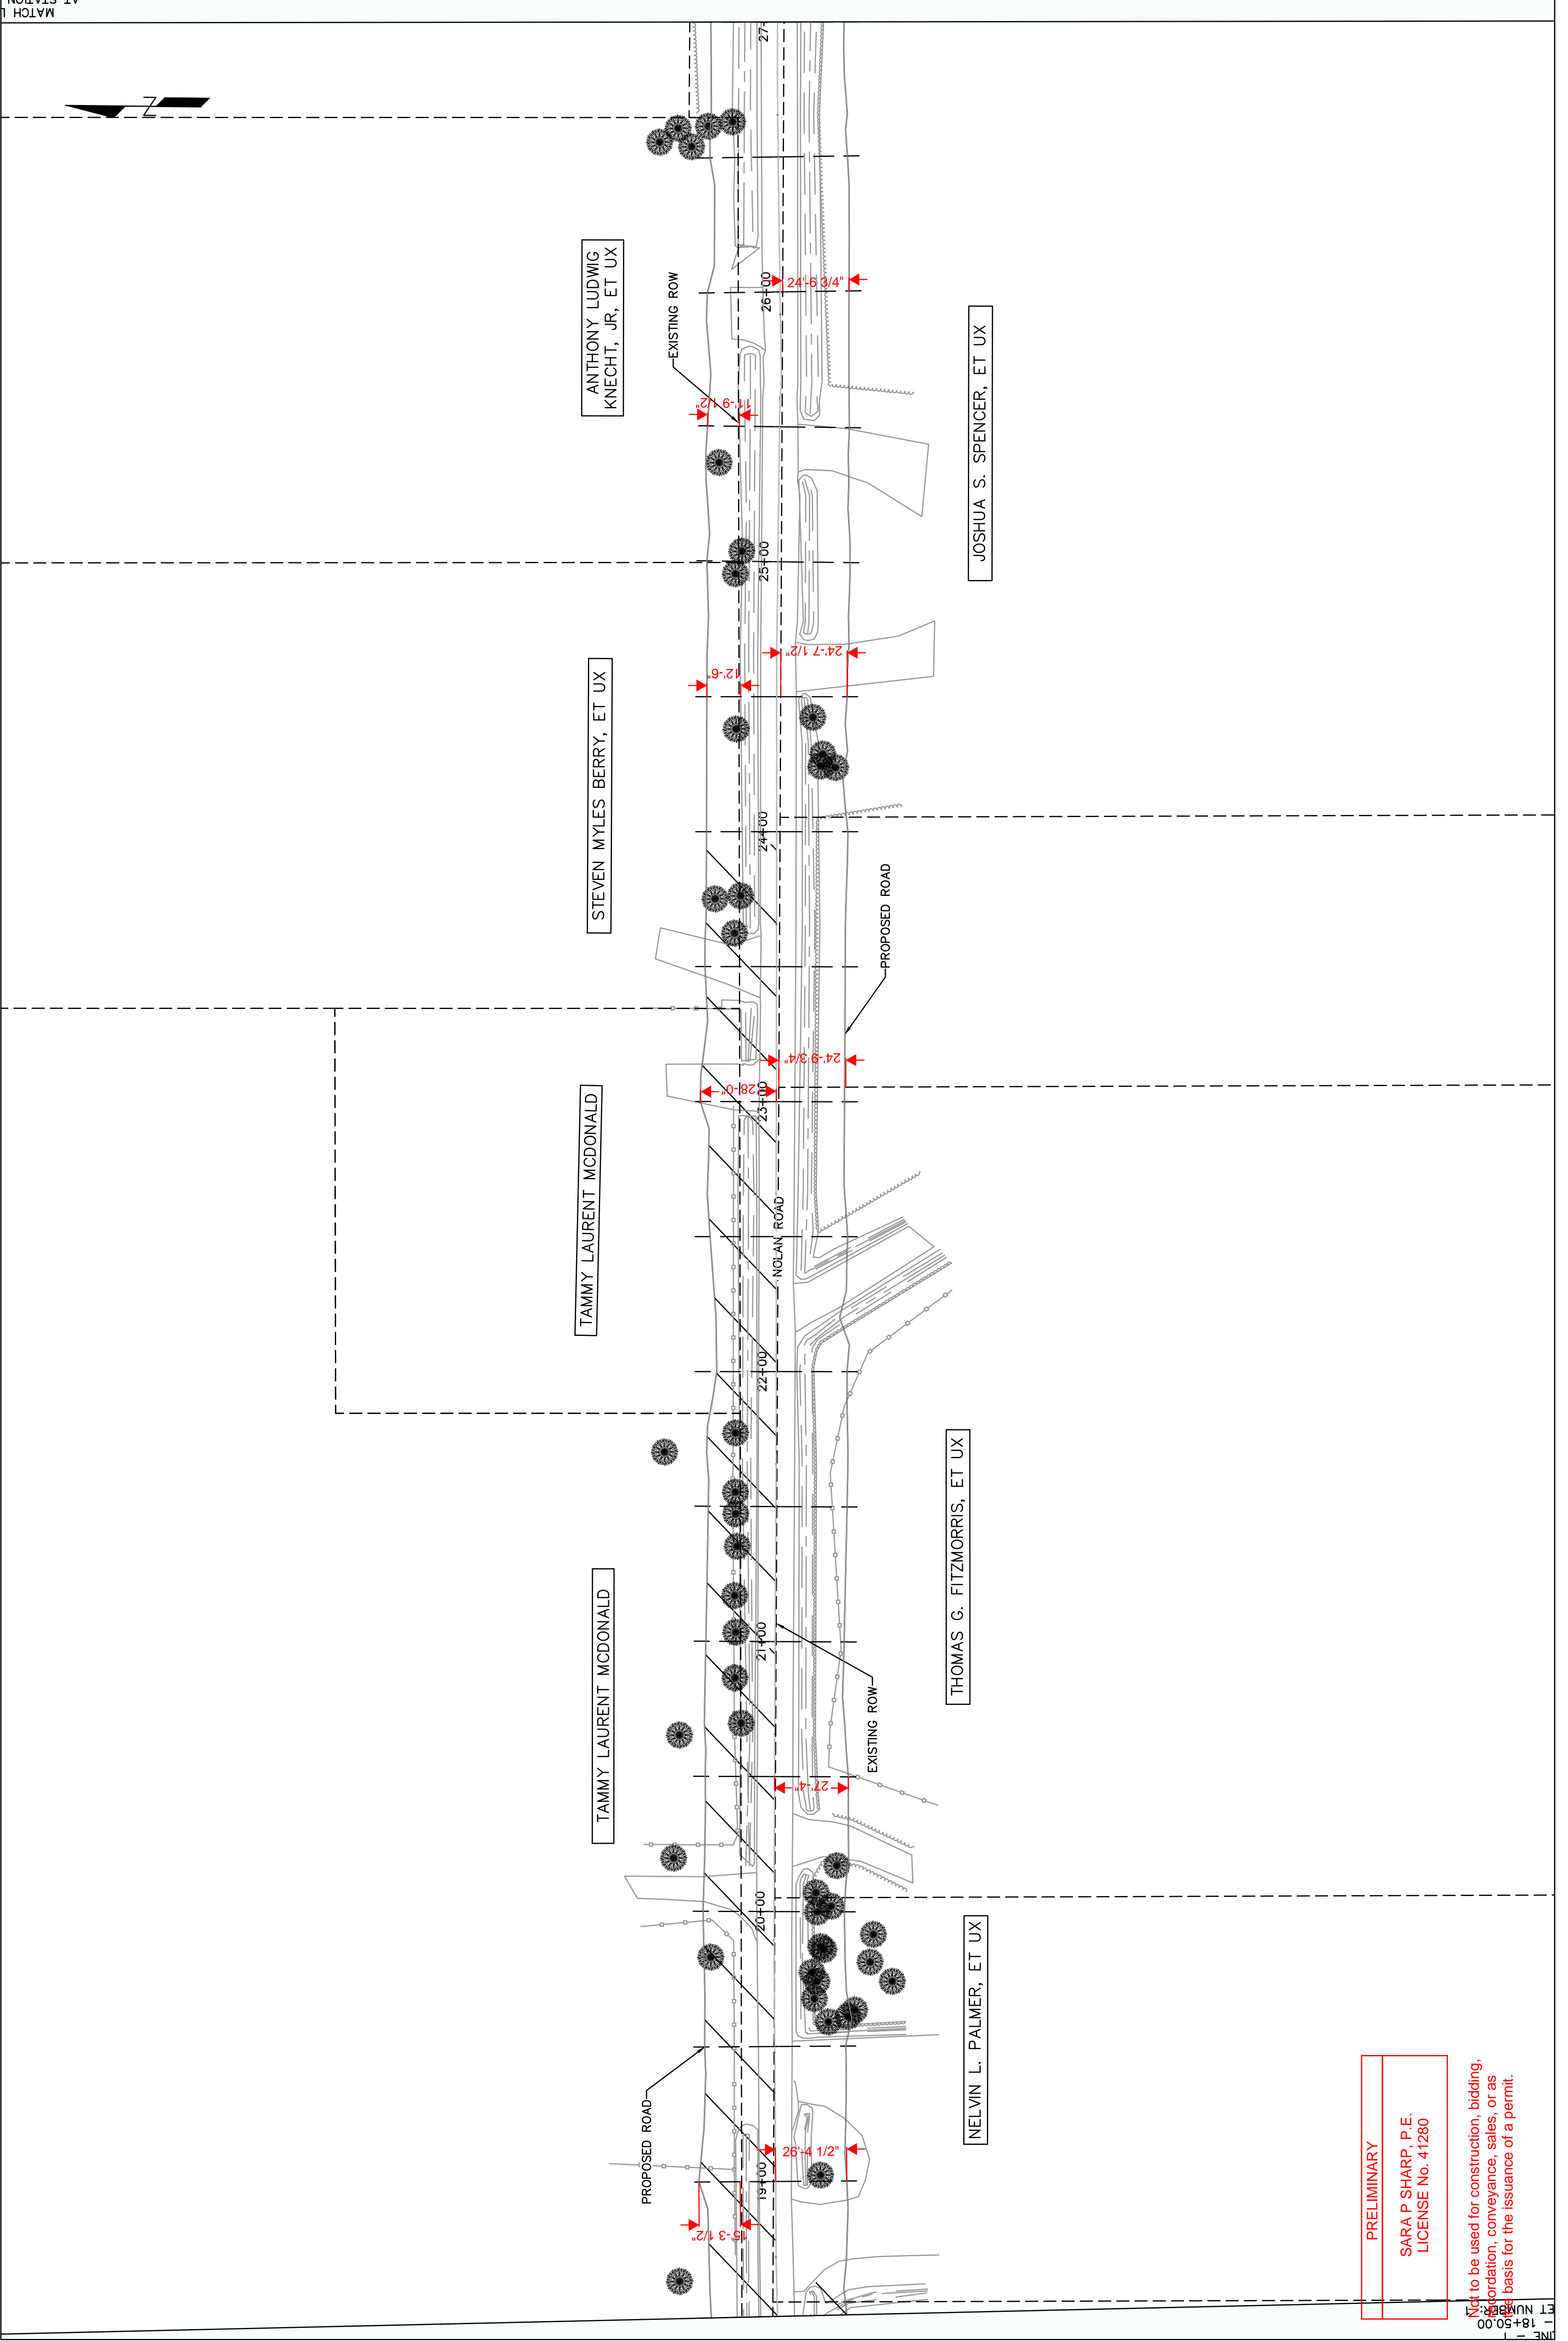 MATCH L
AT STATION
N
27
ANTHONY LUDWIG
KNECHT, JR, ET UX
EXISTING ROW
26+00
24'-6 3/4"
11'-9 1/2"
JOSHUA S. SPENCER, ET UX
25+00
STEVEN MYLES BERRY, ET UX
12'-6"
24'-7 1/2"
24+00
PROPOSED ROAD
24'-9 3/4"
28'-0"
23+00
TAMMY LAURENT MCDONALD
NOLAN ROAD
22+00
THOMAS G. FITZMORRIS, ET UX
TAMMY LAURENT MCDONALD
21+00
EXISTING ROW
27'-4"
20+00
NELVIN L. PALMER, ET UX
PROPOSED ROAD
26'-4 1/2"
19+00
15'-3 1/2"
PRELIMINARY
SARA P SHARP, P.E.
LICENSE No. 41280
Not to be used for construction, bidding,
recordation, conveyance, sales, or as
the basis for the issuance of a permit.
INE - 1
- 18+50.00
ET NUMBER: 1